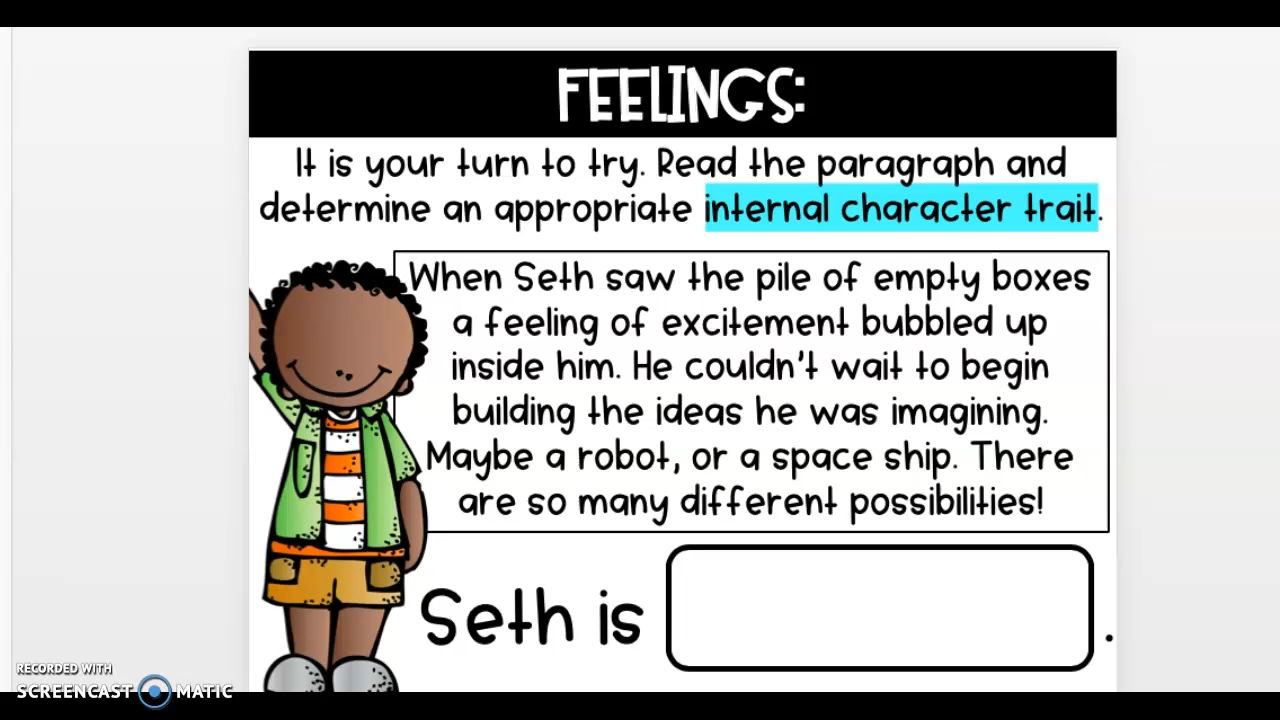 FEELINGS:
It is your turn to try. Read the paragraph and
determine an appropriate internal character trait.
When Seth saw the pile of empty boxes
a feeling of excitement bubbled up
inside him. He couldn't wait to begin
building the ideas he was imagining.
Maybe a robot, or a space ship. There
are so many different possibilities!
Seth is .
RECORDED WITH
SCREENCAST MATIC